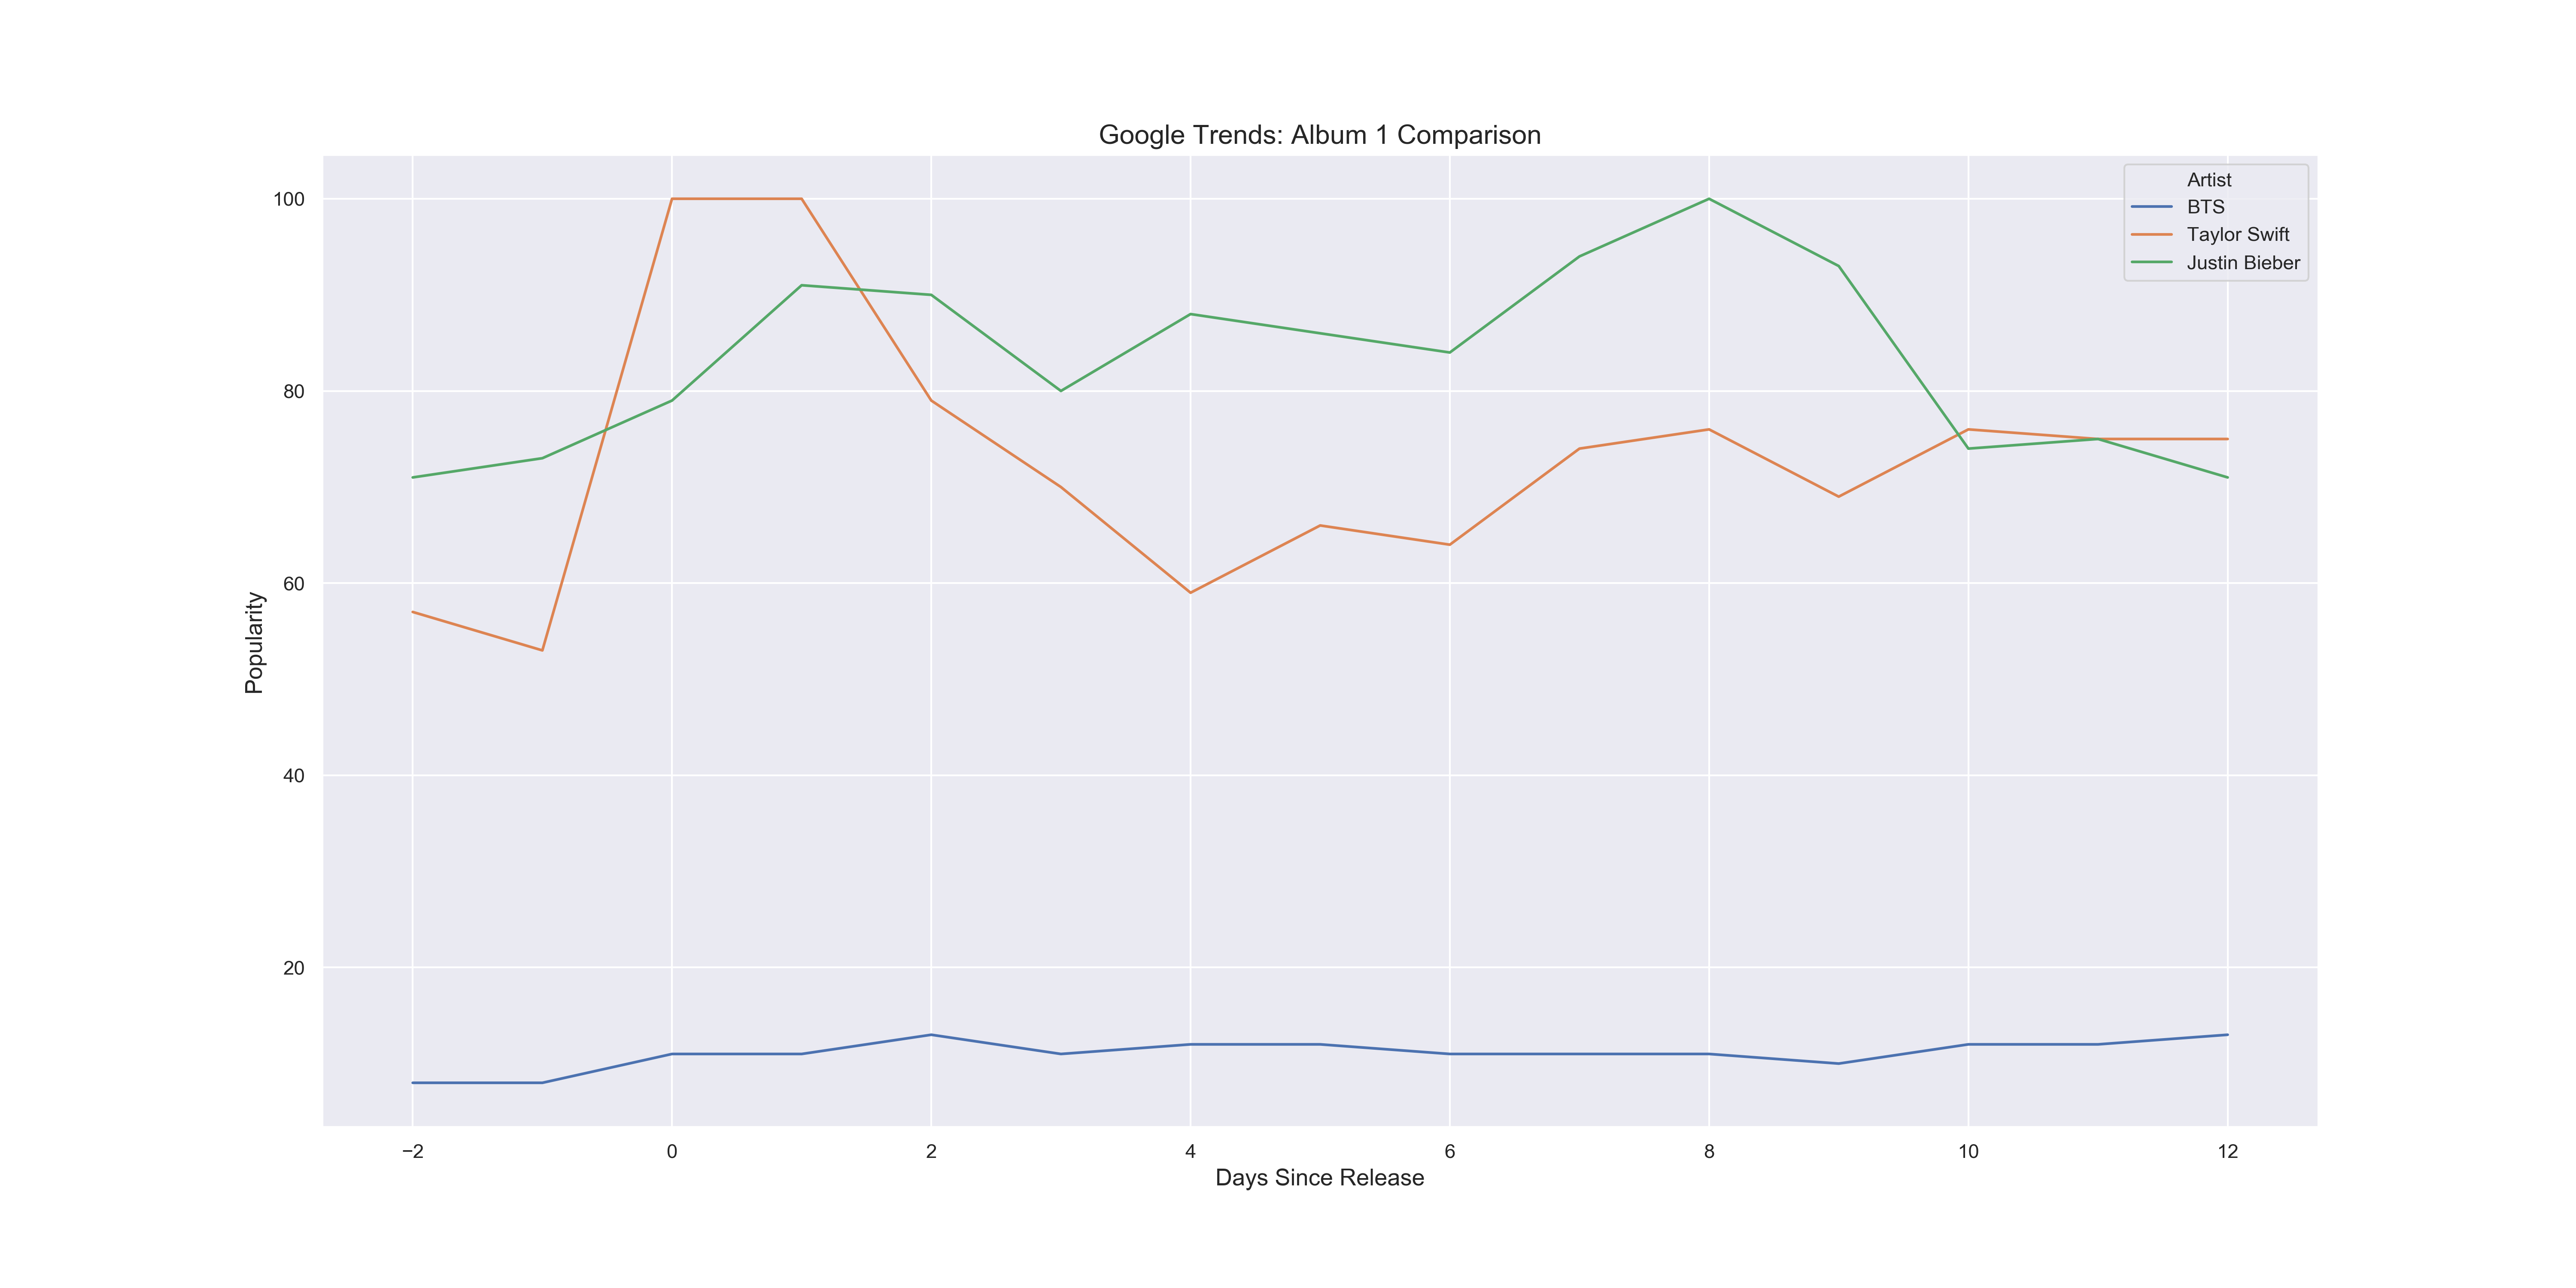 Google Trends: Album 1 Comparison
Artist
BTS
Taylor Swift
Justin Bieber
Popularity
100
80
60
40
20
−2 0 2 4 6 8 10 12
Days Since Release